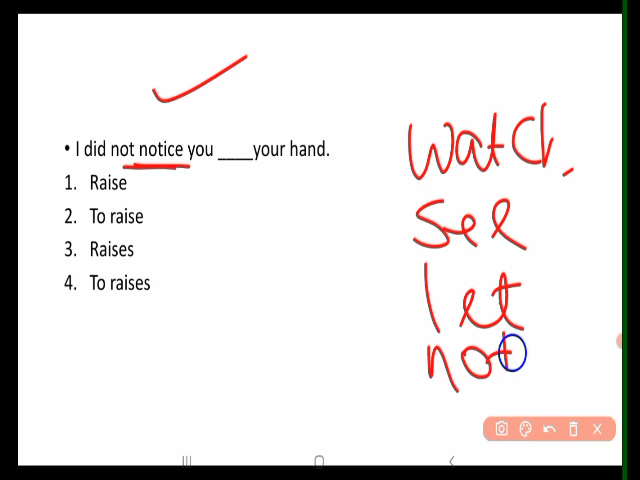 • I did not notice you ____your hand.
1. Raise
2. To raise
3. Raises
4. To raises
watch,
see
let
not